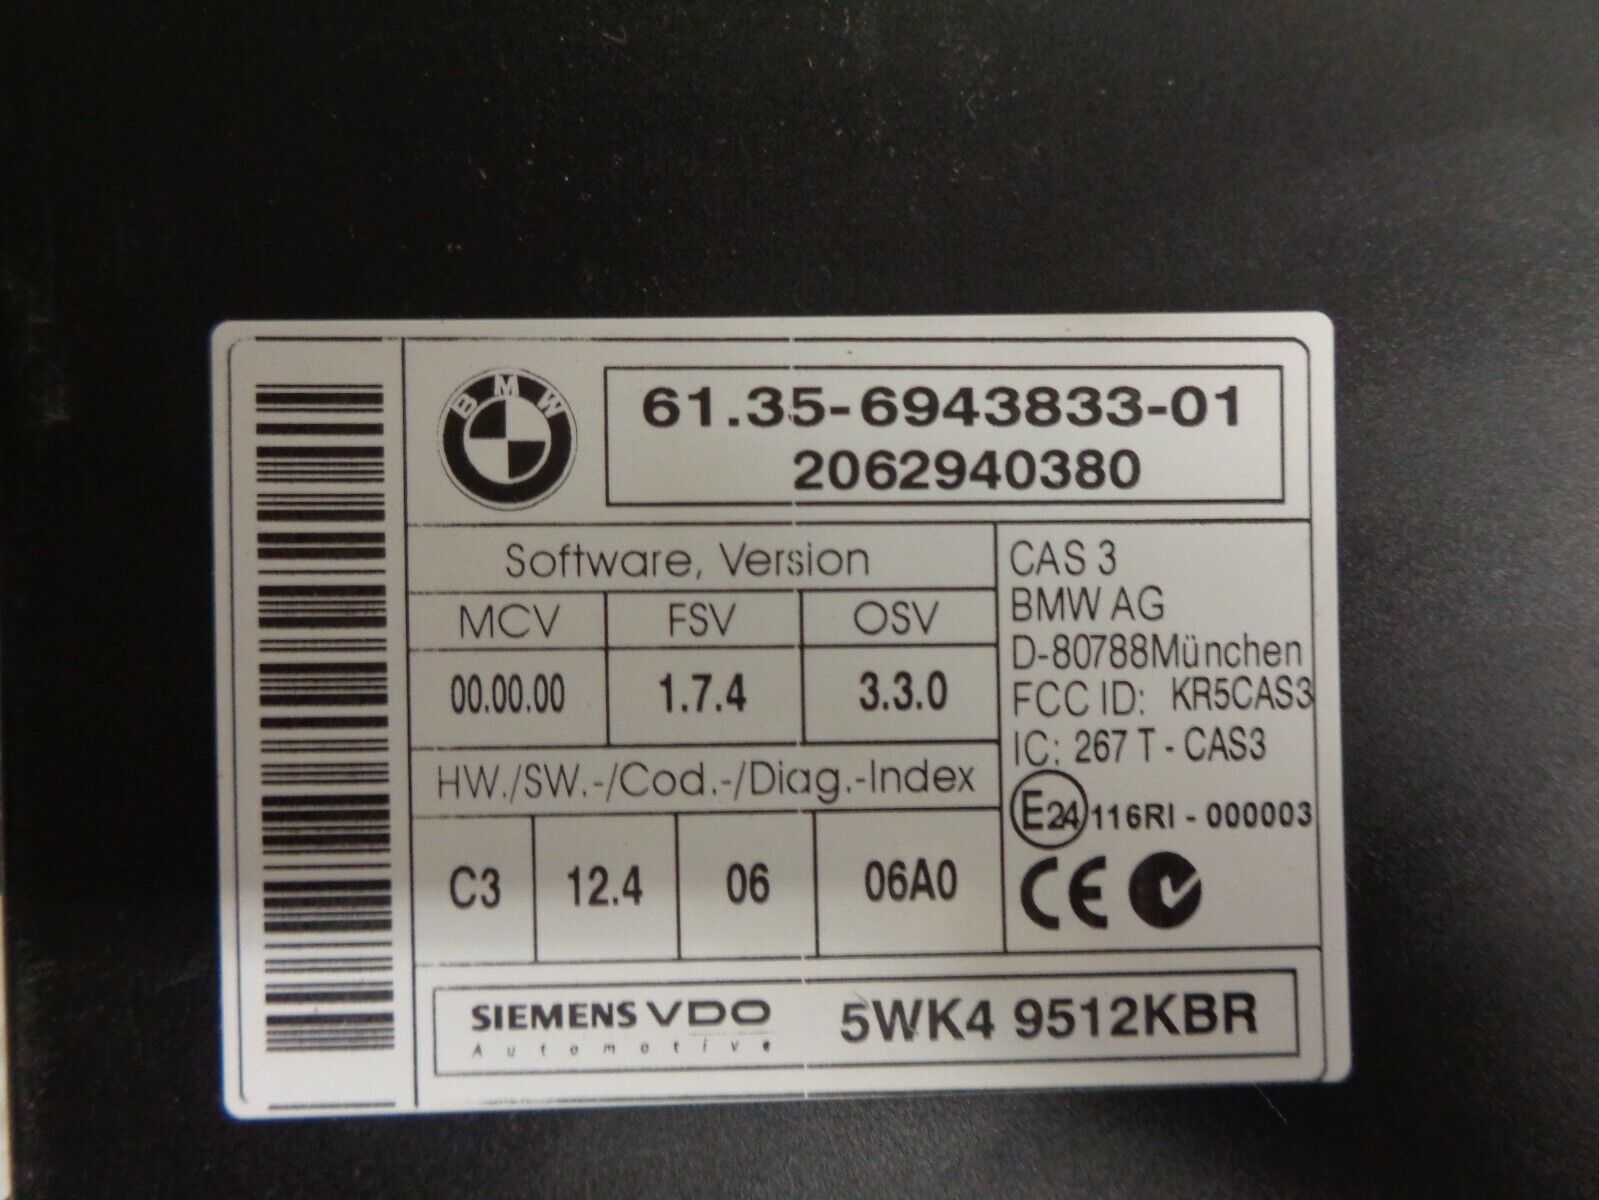 BMW
61.35-6943833-01
2062940380
Software, Version
MCV FSV OSV
00.00.00 1.7.4 3.3.0
HW./SW.-/Cod.-/Diag.-Index
C3 12.4 06 06A0
CAS 3
BMW AG
D-80788München
FCC ID: KR5CAS3
IC: 267 T - CAS3
E24 116RI - 000003
CE
SIEMENS VDO
Automotive
5WK4 9512KBR